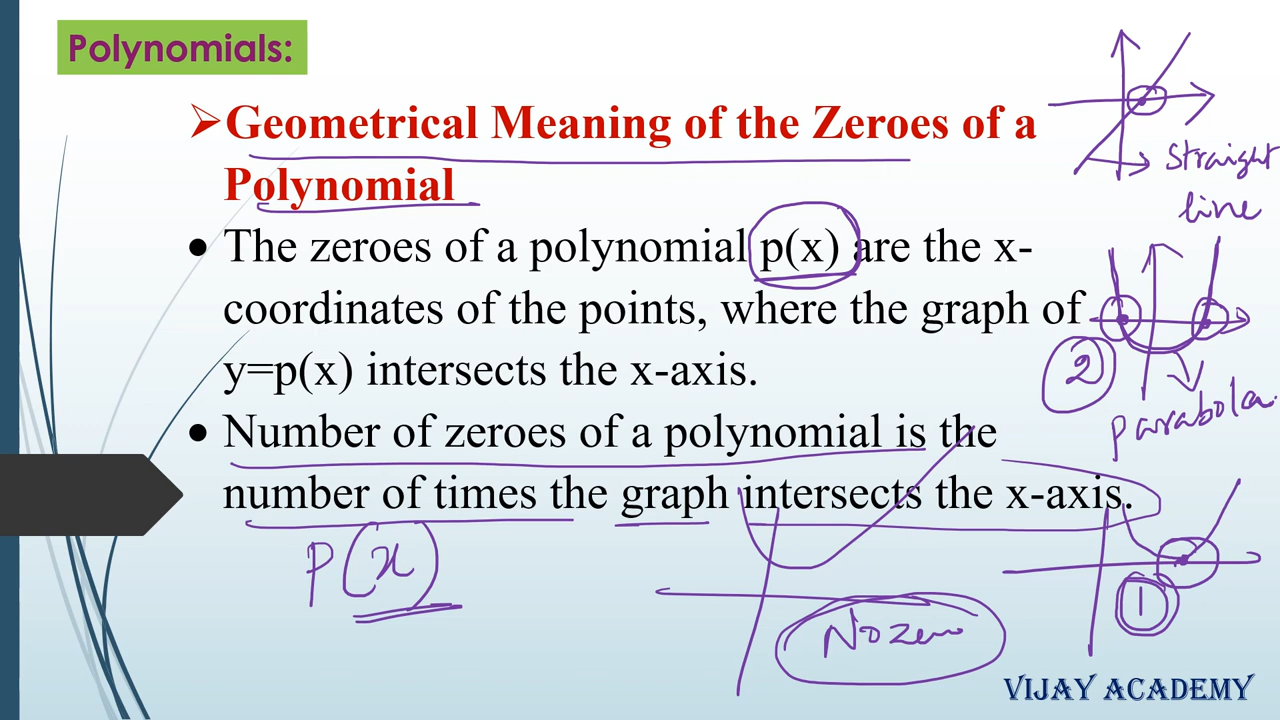 Polynomials:
➢Geometrical Meaning of the Zeroes of a
Polynomial
• The zeroes of a polynomial p(x) are the x-
coordinates of the points, where the graph of
y=p(x) intersects the x-axis.
• Number of zeroes of a polynomial is the
number of times the graph intersects the x-axis.
P(x)
No zero
Straight
line
2
parabola.
1
VIJAY ACADEMY